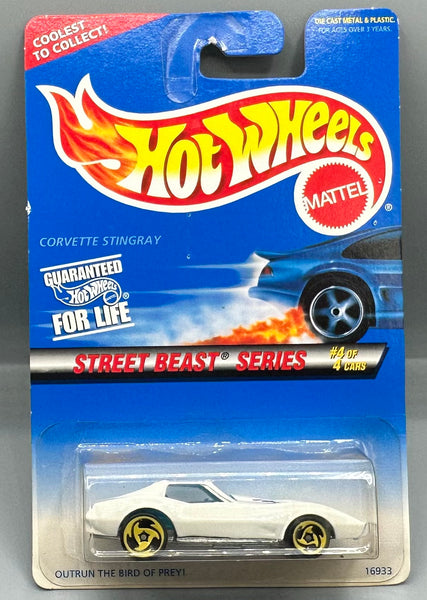 COOLEST
TO COLLECT!
DIE CAST METAL & PLASTIC.
FOR AGES OVER 3 YEARS.
HOT WHEELS
MATTEL
®
CORVETTE STINGRAY
GUARANTEED
HOT WHEELS®
FOR LIFE
STREET BEAST® SERIES
#4 OF
4 CARS
OUTRUN THE BIRD OF PREY!
16933